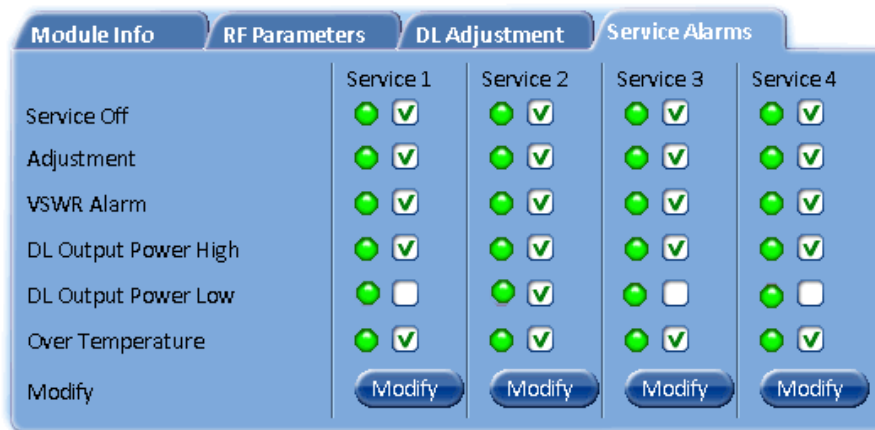 Module Info RF Parameters DL Adjustment Service Alarms
Service 1 Service 2 Service 3 Service 4
Service Off
Adjustment
VSWR Alarm
DL Output Power High
DL Output Power Low
Over Temperature
Modify Modify Modify Modify Modify